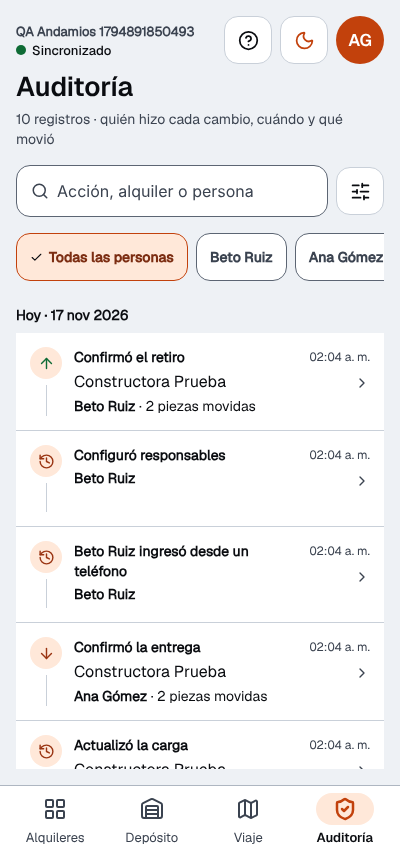 QA Andamios 1794891850493
Sincronizado
AG
Auditoría
10 registros · quién hizo cada cambio, cuándo y qué
movió
Acción, alquiler o persona
Todas las personas
Beto Ruiz
Ana Gómez
Hoy · 17 nov 2026
Confirmó el retiro
02:04 a. m.
Constructora Prueba
Beto Ruiz · 2 piezas movidas
Configuró responsables
02:04 a. m.
Beto Ruiz
Beto Ruiz ingresó desde un
02:04 a. m.
teléfono
Beto Ruiz
Confirmó la entrega
02:04 a. m.
Constructora Prueba
Ana Gómez · 2 piezas movidas
Actualizó la carga
02:04 a. m.
Constructora Prueba
Alquileres
Depósito
Viaje
Auditoría